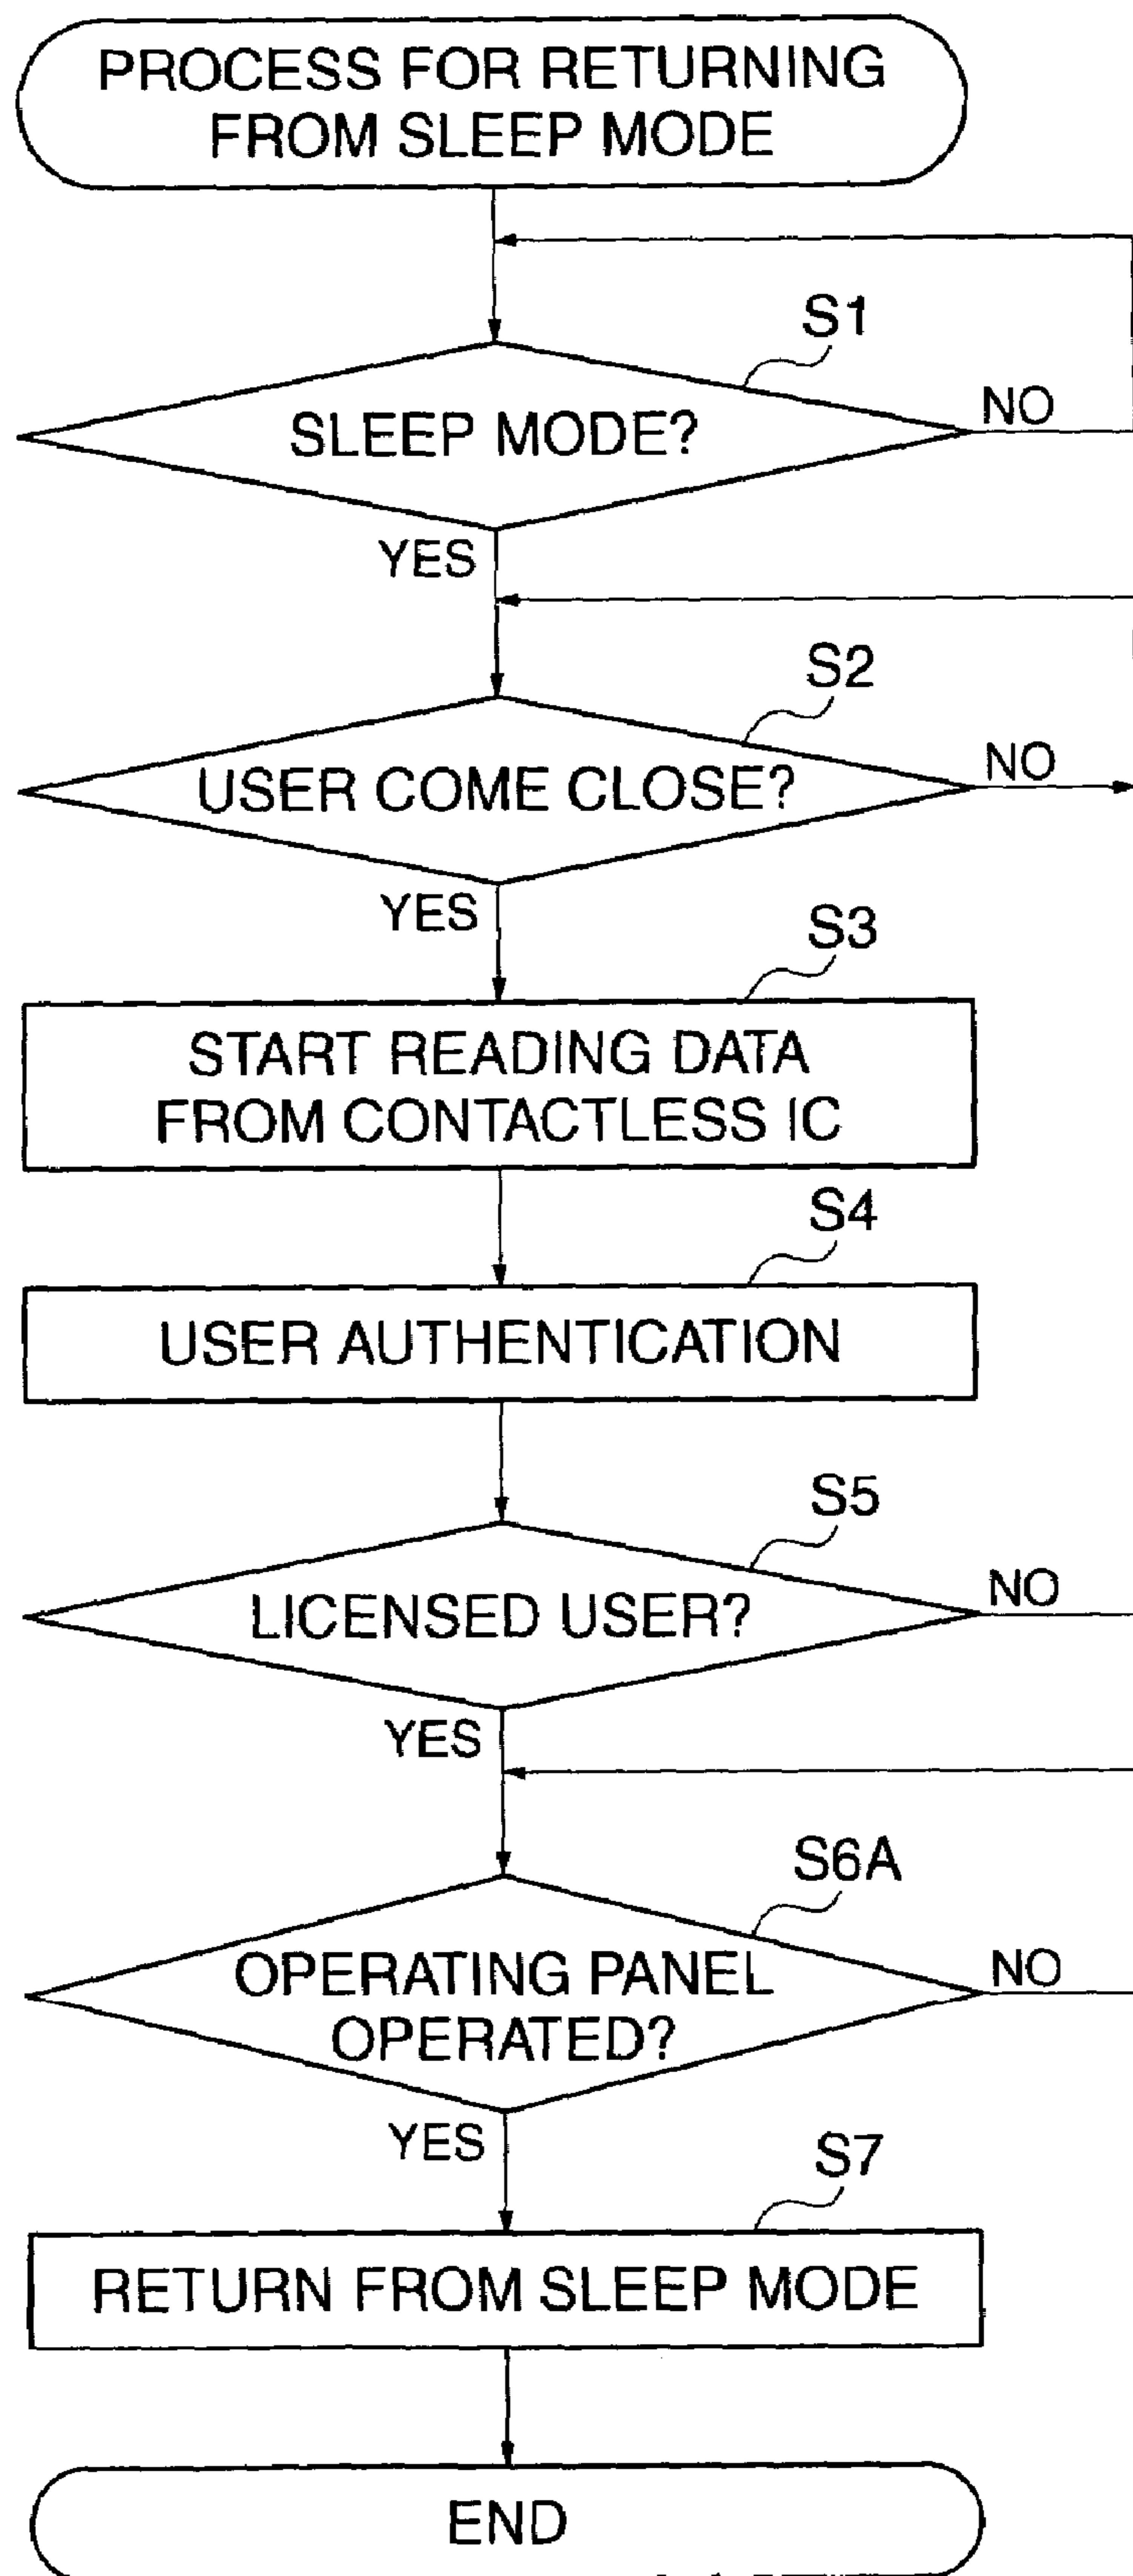 PROCESS FOR RETURNING
FROM SLEEP MODE
S1
SLEEP MODE?
NO
YES
S2
USER COME CLOSE?
NO
YES
S3
START READING DATA
FROM CONTACTLESS IC
S4
USER AUTHENTICATION
S5
LICENSED USER?
NO
YES
S6A
OPERATING PANEL
OPERATED?
NO
YES
S7
RETURN FROM SLEEP MODE
END